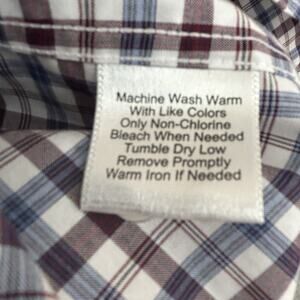 Machine Wash Warm
With Like Colors
Only Non-Chlorine
Bleach When Needed
Tumble Dry Low
Remove Promptly
Warm Iron If Needed